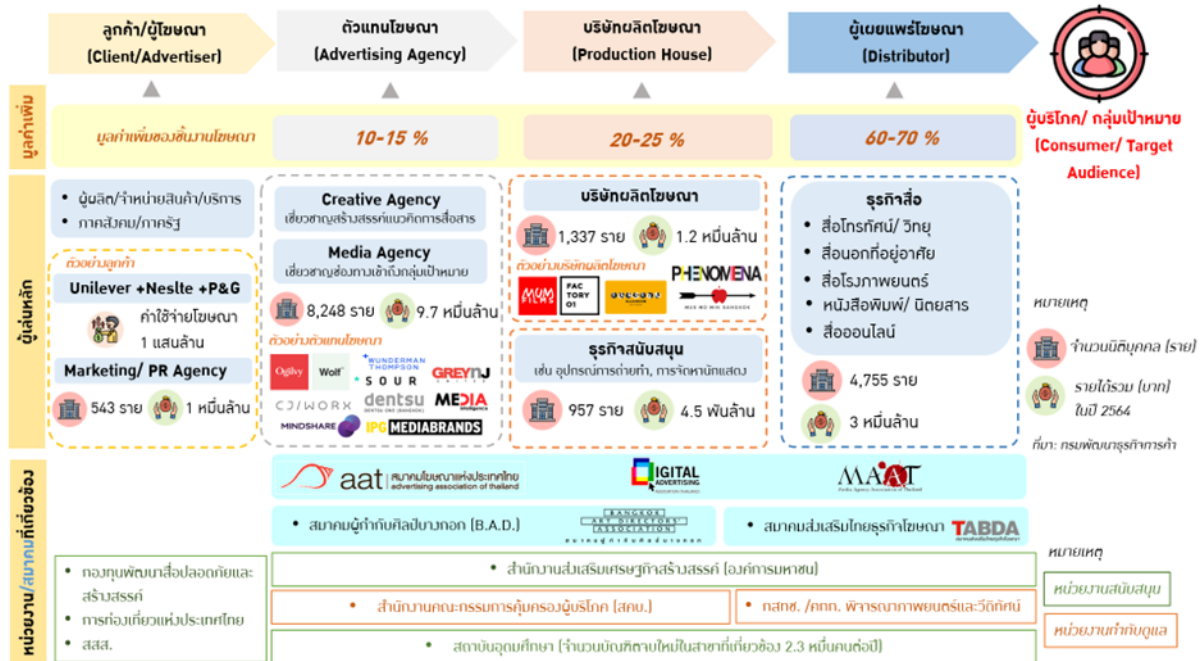 ลูกค้า/ผู้โฆษณา
(Client/Advertiser)
ตัวแทนโฆษณา
(Advertising Agency)
บริษัทผลิตโฆษณา
(Production House)
ผู้เผยแพร่โฆษณา
(Distributor)
ผู้บริโภค/ กลุ่มเป้าหมาย
(Consumer/ Target
Audience)
มูลค่าเพิ่ม
มูลค่าเพิ่มของชิ้นงานโฆษณา
10-15 %
20-25 %
60-70 %
ผู้เล่นหลัก
• ผู้ผลิต/จำหน่ายสินค้า/บริการ
• ภาคสังคม/ภาครัฐ
ตัวอย่างลูกค้า
Unilever +Neslte +P&G
ค่าใช้จ่ายโฆษณา
1 แสนล้าน
Marketing/ PR Agency
543 ราย
1 หมื่นล้าน
Creative Agency
เชี่ยวชาญสร้างสรรค์แนวคิดการสื่อสาร
Media Agency
เชี่ยวชาญช่องทางเข้าถึงกลุ่มเป้าหมาย
8,248 ราย
9.7 หมื่นล้าน
ตัวอย่างตัวแทนโฆษณา
Ogilvy
Wolf
WUNDERMAN
THOMPSON
SOUR
GREYNJ
UNITED
CJ/WORX
dentsu
DENTSU ONE (BANGKOK)
MEDIA
intelligence
MINDSHARE
IPG MEDIABRANDS
บริษัทผลิตโฆษณา
1,337 ราย
1.2 หมื่นล้าน
ตัวอย่างบริษัทผลิตโฆษณา
MUM
FILMS
FAC
TORY
01
PHENOMENA
HUB HO HIN BANGKOK
ธุรกิจสนับสนุน
เช่น อุปกรณ์การถ่ายทำ, การจัดหานักแสดง
957 ราย
4.5 พันล้าน
ธุรกิจสื่อ
• สื่อโทรทัศน์/ วิทยุ
• สื่อนอกที่อยู่อาศัย
• สื่อโรงภาพยนตร์
• หนังสือพิมพ์/ นิตยสาร
• สื่อออนไลน์
4,755 ราย
3 หมื่นล้าน
หมายเหตุ
จำนวนนิติบุคคล (ราย)
รายได้รวม (บาท)
ในปี 2564
ที่มา: กรมพัฒนาธุรกิจการค้า
หน่วยงาน/สมาคมที่เกี่ยวข้อง
aat สมาคมโฆษณาแห่งประเทศไทย
advertising association of thailand
DIGITAL
ADVERTISING
ASSOCIATION THAILAND
MAAT
Media Agency Association of Thailand
• สมาคมผู้กำกับศิลป์บางกอก (B.A.D.)
BANGKOK
ART DIRECTORS'
ASSOCIATION
สมาคมผู้กำกับศิลป์บางกอก
• สมาคมส่งเสริมไทยธุรกิจโฆษณา
TABDA
• กองทุนพัฒนาสื่อปลอดภัยและ
สร้างสรรค์
• การท่องเที่ยวแห่งประเทศไทย
• สสส.
• สำนักงานส่งเสริมเศรษฐกิจสร้างสรรค์ (องค์การมหาชน)
• สำนักงานคณะกรรมการคุ้มครองผู้บริโภค (สคบ.)
• กสทช. /คกก. พิจารณาภาพยนตร์และวีดิทัศน์
• สถาบันอุดมศึกษา (จำนวนบัณฑิตจบใหม่ในสาขาที่เกี่ยวข้อง 2.3 หมื่นคนต่อปี)
หมายเหตุ
หน่วยงานสนับสนุน
หน่วยงานกำกับดูแล